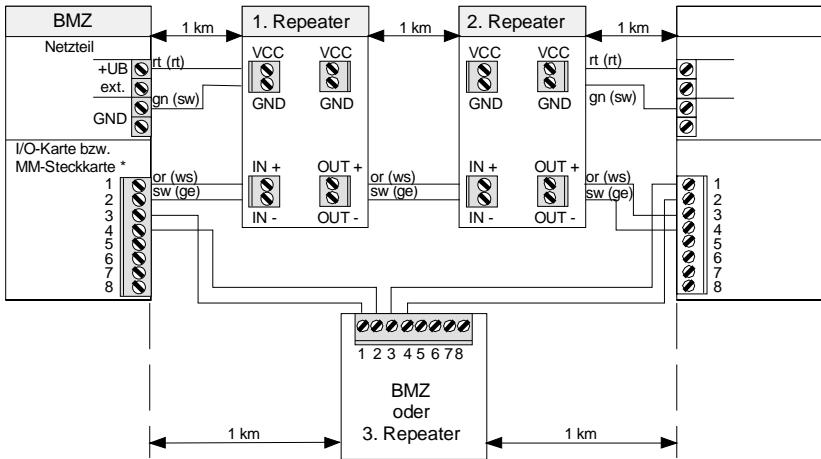 BMZ
1 km
1. Repeater
1 km
2. Repeater
1 km
Netzteil
+UB
ext.
GND
rt (rt)
gn (sw)
VCC
VCC
GND
GND
VCC
VCC
GND
GND
rt (rt)
gn (sw)
I/O-Karte bzw.
MM-Steckkarte *
1
2
3
4
5
6
7
8
or (ws)
sw (ge)
IN +
OUT +
IN -
OUT -
or (ws)
sw (ge)
IN +
OUT +
IN -
OUT -
or (ws)
sw (ge)
1
2
3
4
5
6
7
8
1 2 3 4 5 6 7 8
BMZ
oder
3. Repeater
1 km
1 km